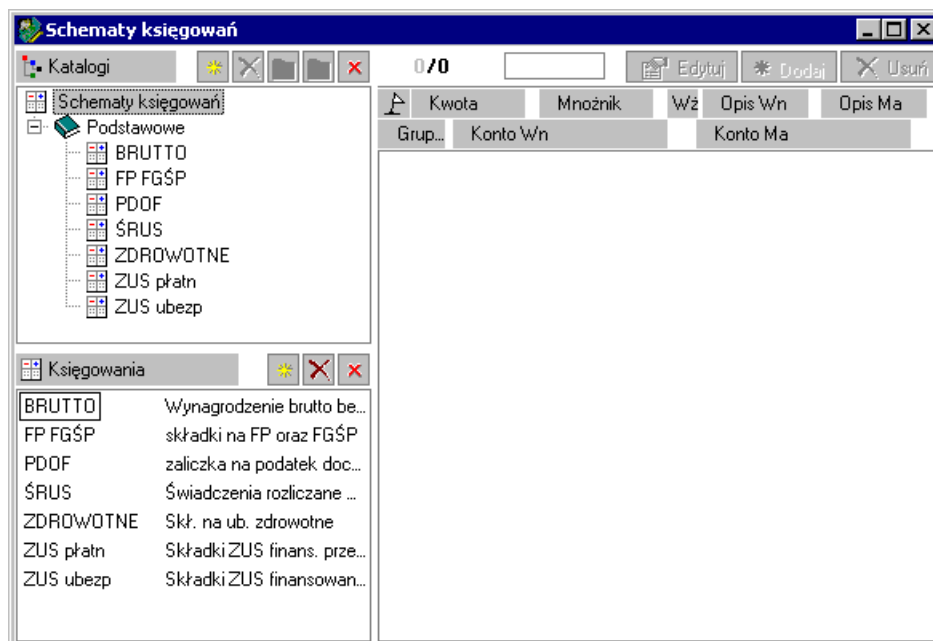 Schematy księgowań
Katalogi
0/0
Edytuj
Dodaj
Usuń
Schematy księgowań
Podstawowe
BRUTTO
FP FGŚP
PDOF
ŚRUS
ZDROWOTNE
ZUS płatn
ZUS ubezp
Kwota Mnożnik Wż Opis Wn Opis Ma
Grup... Konto Wn Konto Ma
Księgowania
BRUTTO Wynagrodzenie brutto be...
FP FGŚP składki na FP oraz FGŚP
PDOF zaliczka na podatek doc...
ŚRUS Świadczenia rozliczane ...
ZDROWOTNE Skł. na ub. zdrowotne
ZUS płatn Składki ZUS finans. prze...
ZUS ubezp Składki ZUS finansowan...